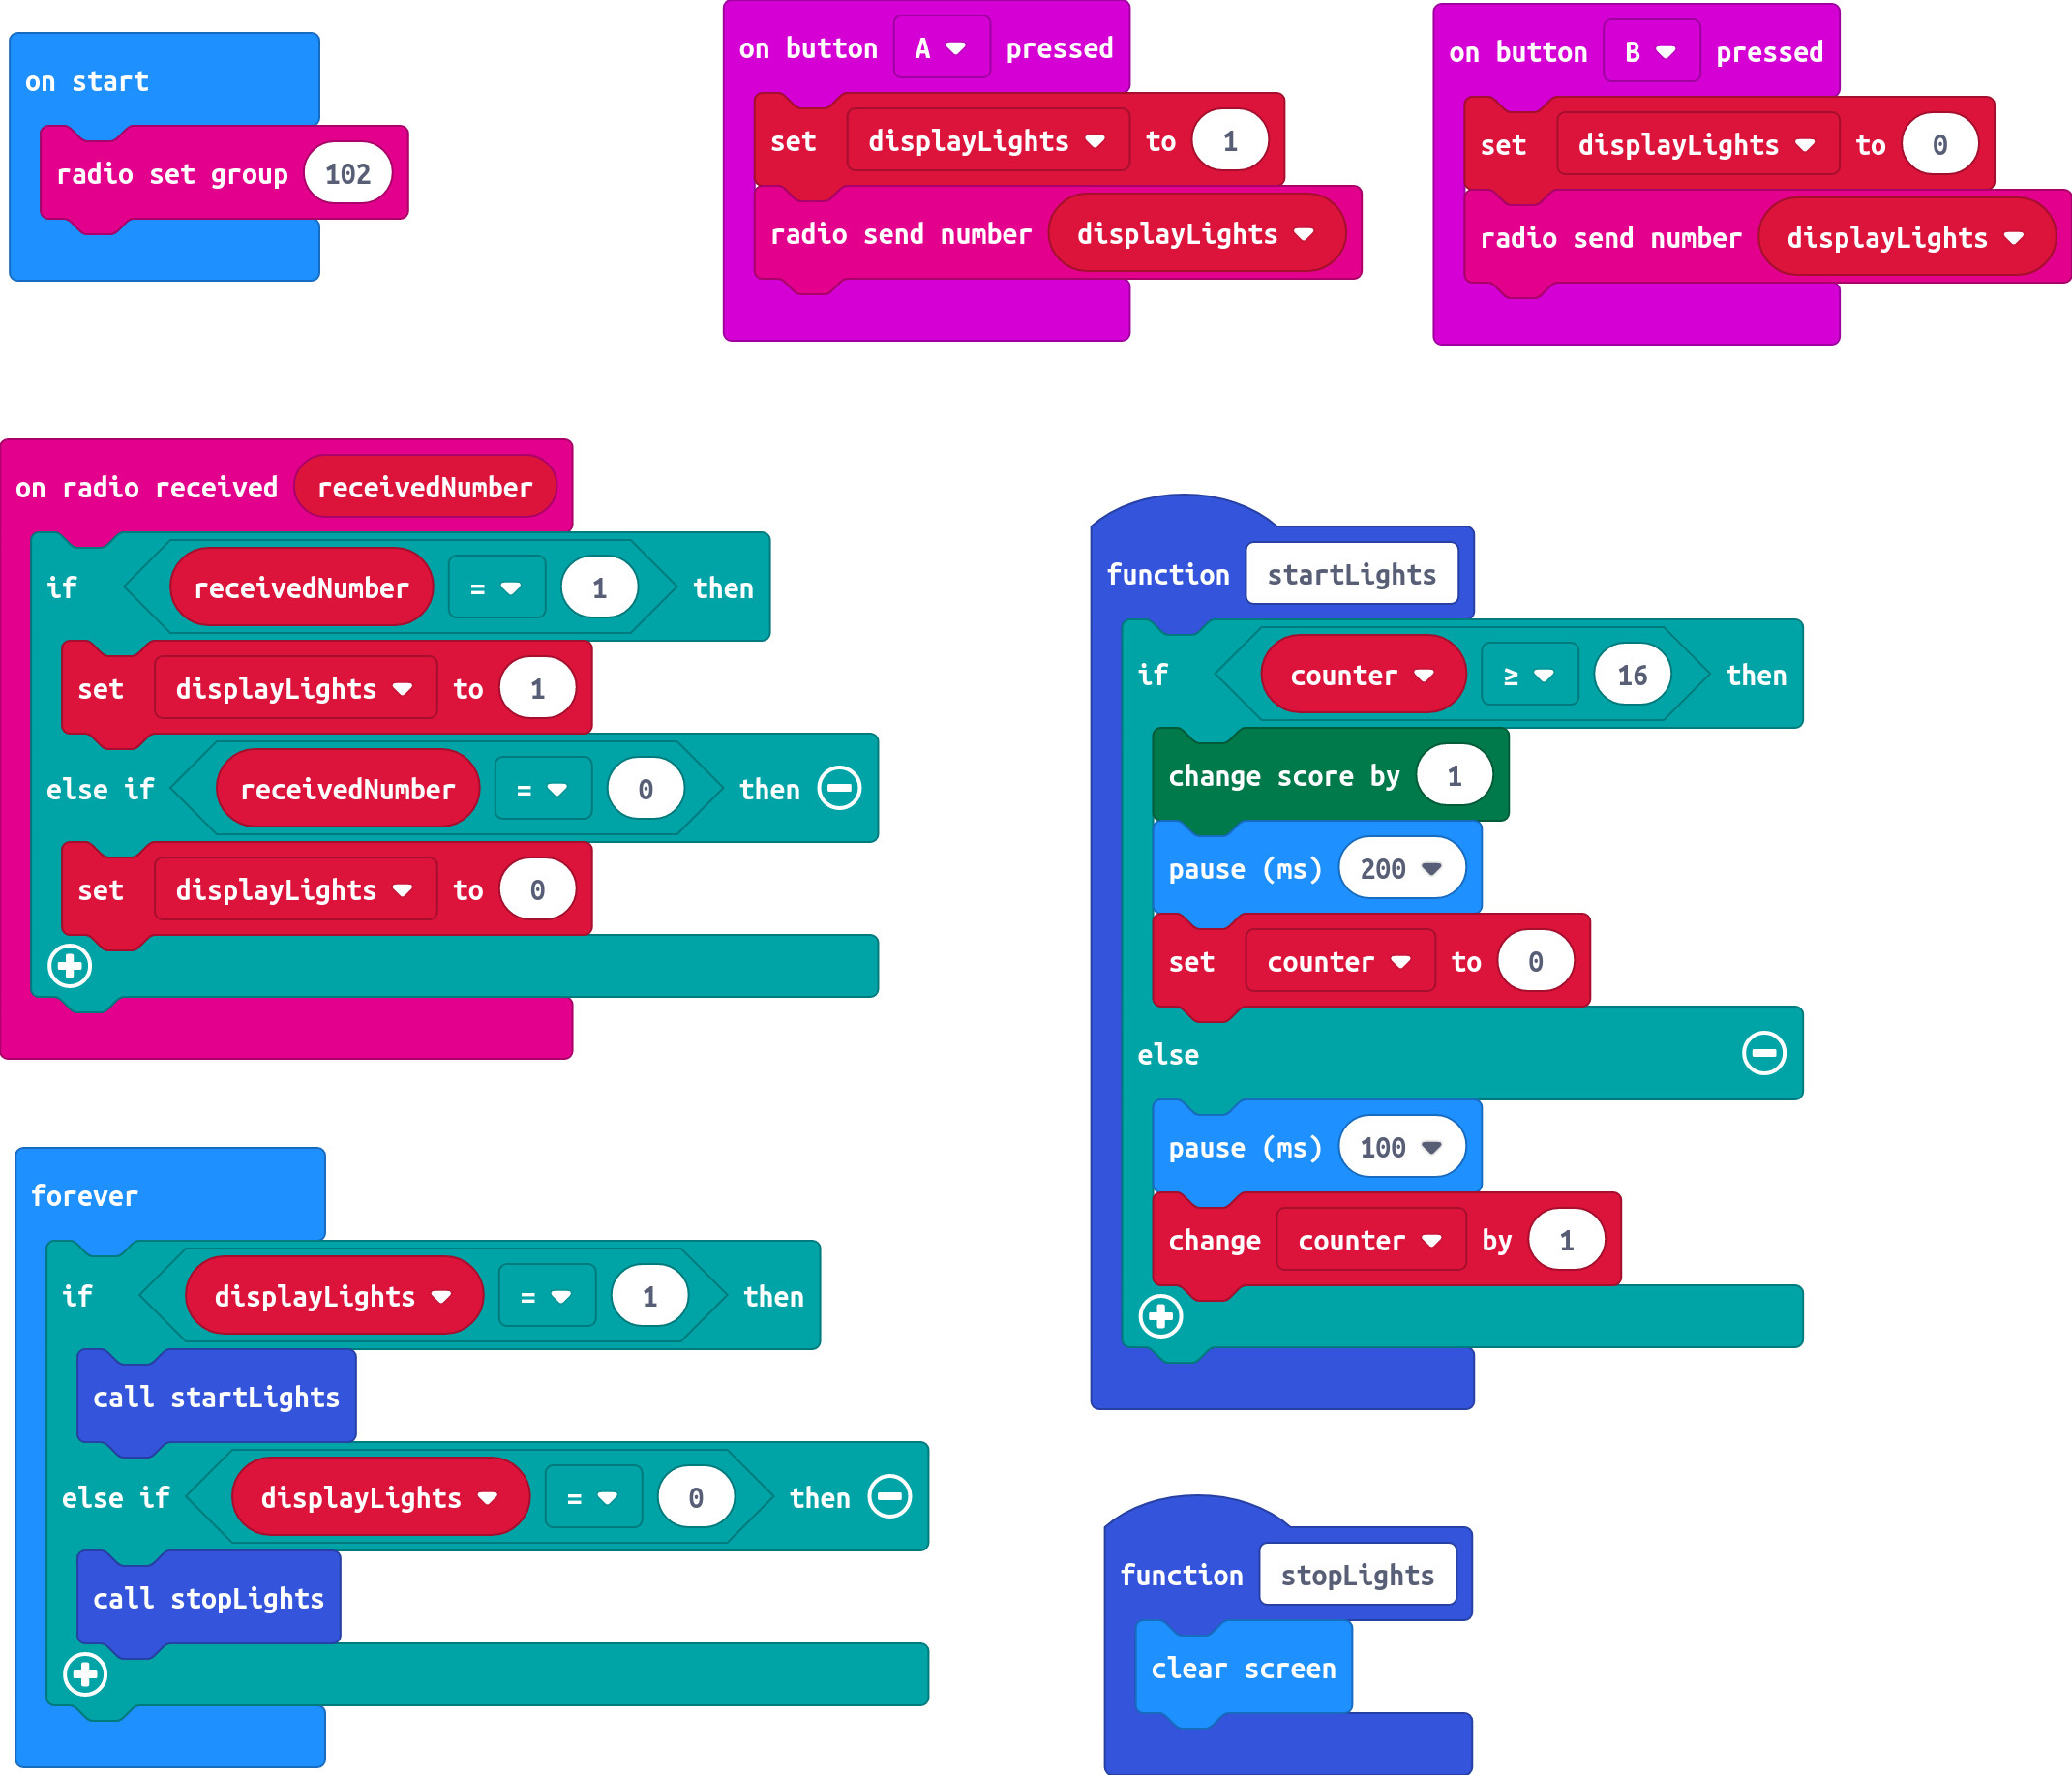 on start
radio set group 102
on button A pressed
set displayLights to 1
radio send number displayLights
on button B pressed
set displayLights to 0
radio send number displayLights
on radio received receivedNumber
if receivedNumber = 1 then
set displayLights to 1
else if receivedNumber = 0 then
set displayLights to 0
function startLights
if counter ≥ 16 then
change score by 1
pause (ms) 200
set counter to 0
else
pause (ms) 100
change counter by 1
forever
if displayLights = 1 then
call startLights
else if displayLights = 0 then
call stopLights
function stopLights
clear screen